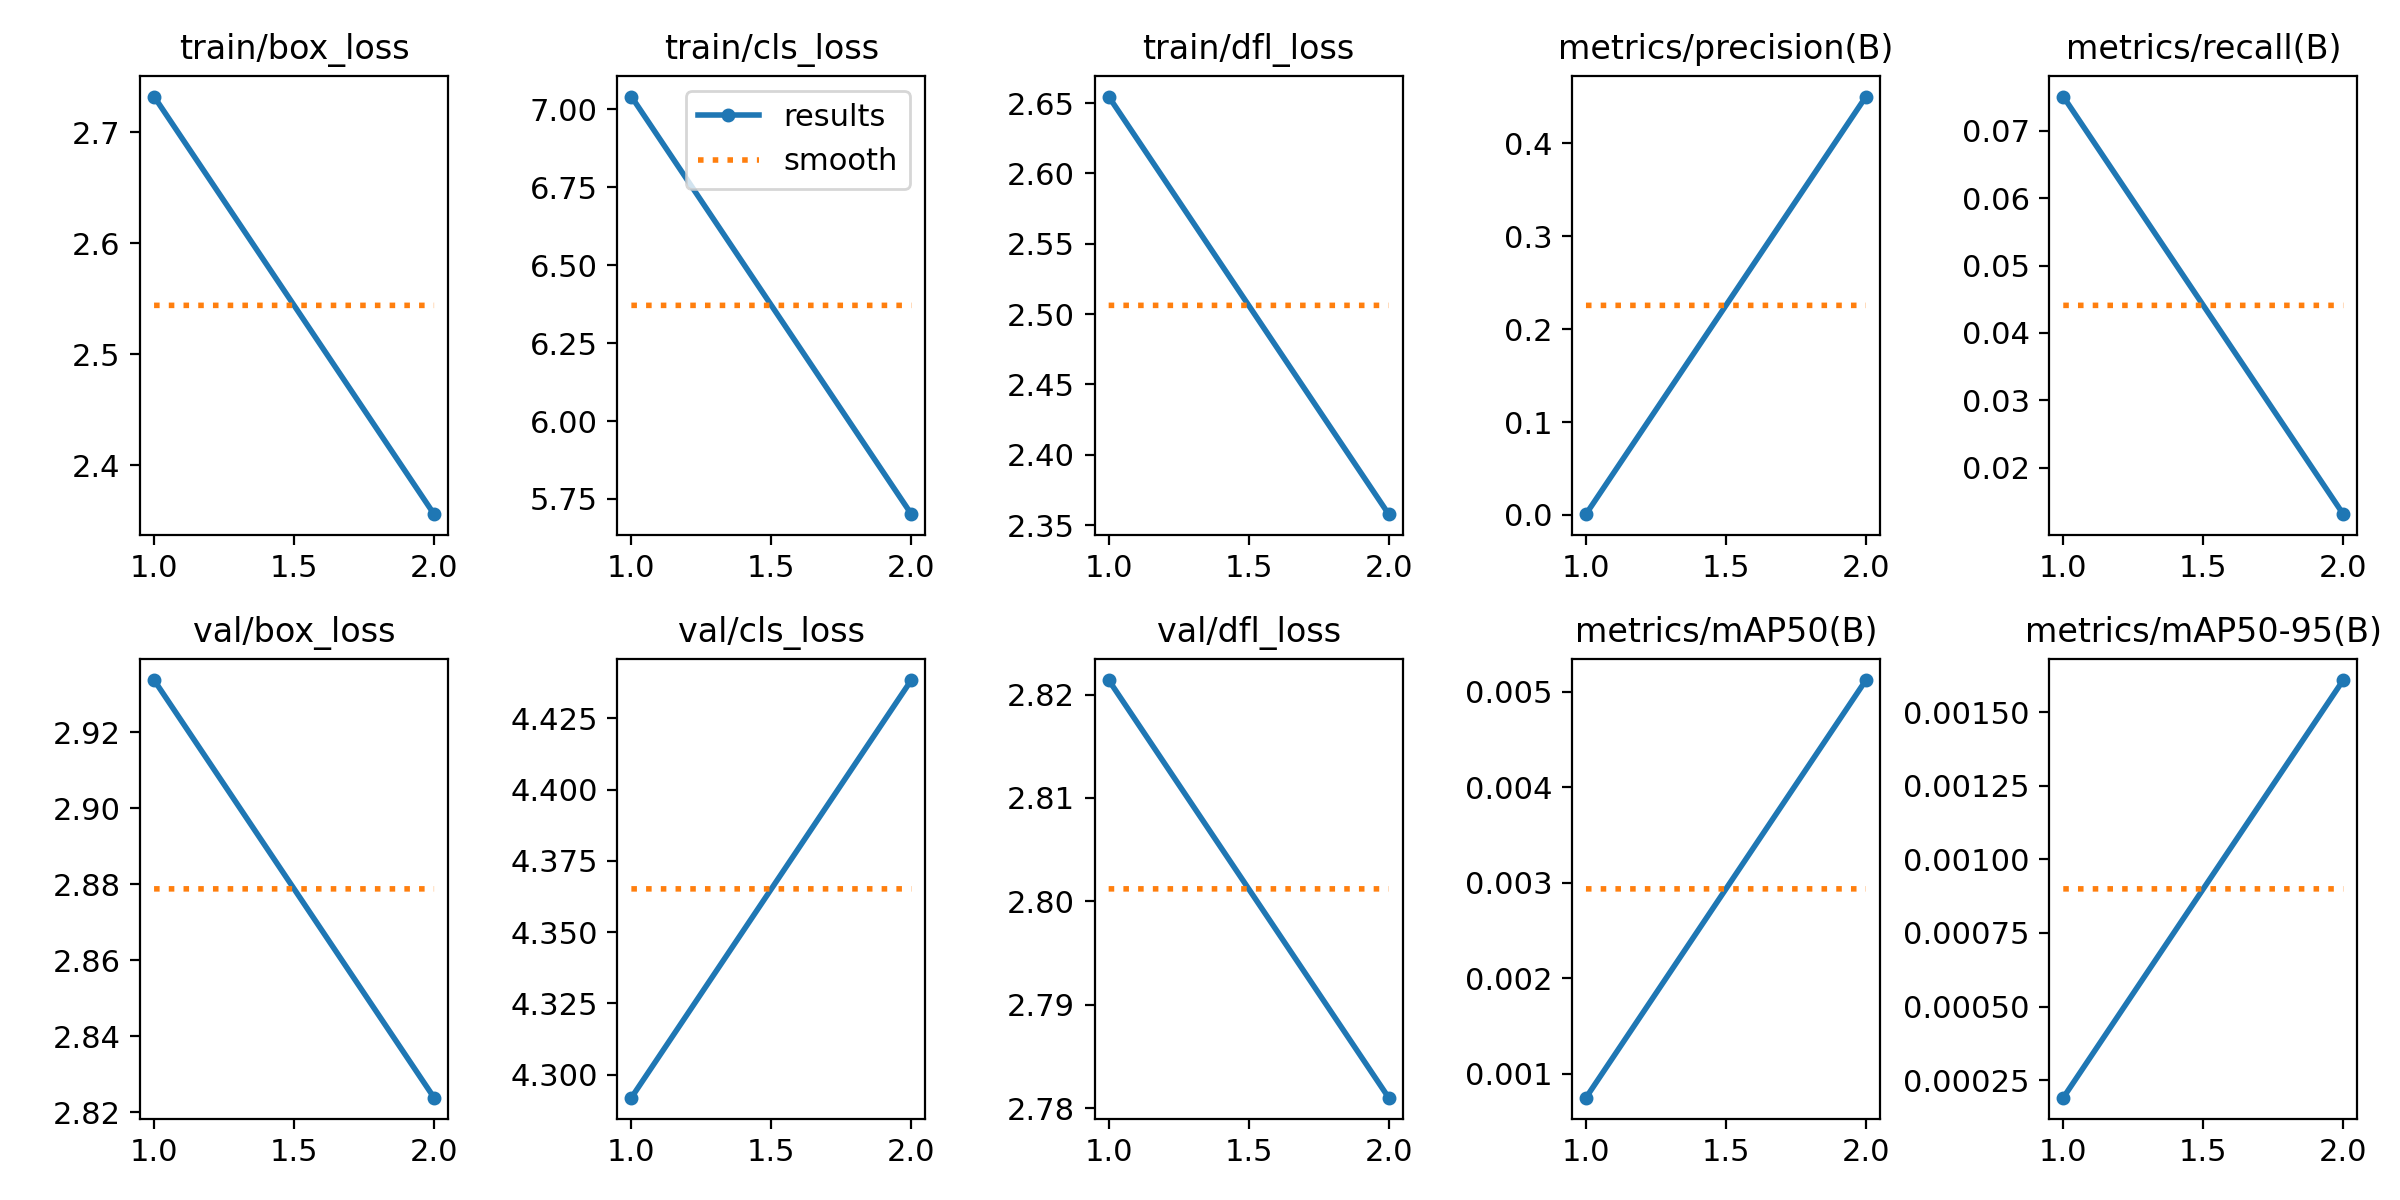 train/box_loss
2.7
2.6
2.5
2.4
1.0 1.5 2.0
train/cls_loss
results
smooth
7.00
6.75
6.50
6.25
6.00
5.75
1.0 1.5 2.0
train/dfl_loss
2.65
2.60
2.55
2.50
2.45
2.40
2.35
1.0 1.5 2.0
metrics/precision(B)
0.4
0.3
0.2
0.1
0.0
1.0 1.5 2.0
metrics/recall(B)
0.07
0.06
0.05
0.04
0.03
0.02
1.0 1.5 2.0
val/box_loss
2.92
2.90
2.88
2.86
2.84
2.82
1.0 1.5 2.0
val/cls_loss
4.425
4.400
4.375
4.350
4.325
4.300
1.0 1.5 2.0
val/dfl_loss
2.82
2.81
2.80
2.79
2.78
1.0 1.5 2.0
metrics/mAP50(B)
0.005
0.004
0.003
0.002
0.001
1.0 1.5 2.0
metrics/mAP50-95(B)
0.00150
0.00125
0.00100
0.00075
0.00050
0.00025
1.0 1.5 2.0